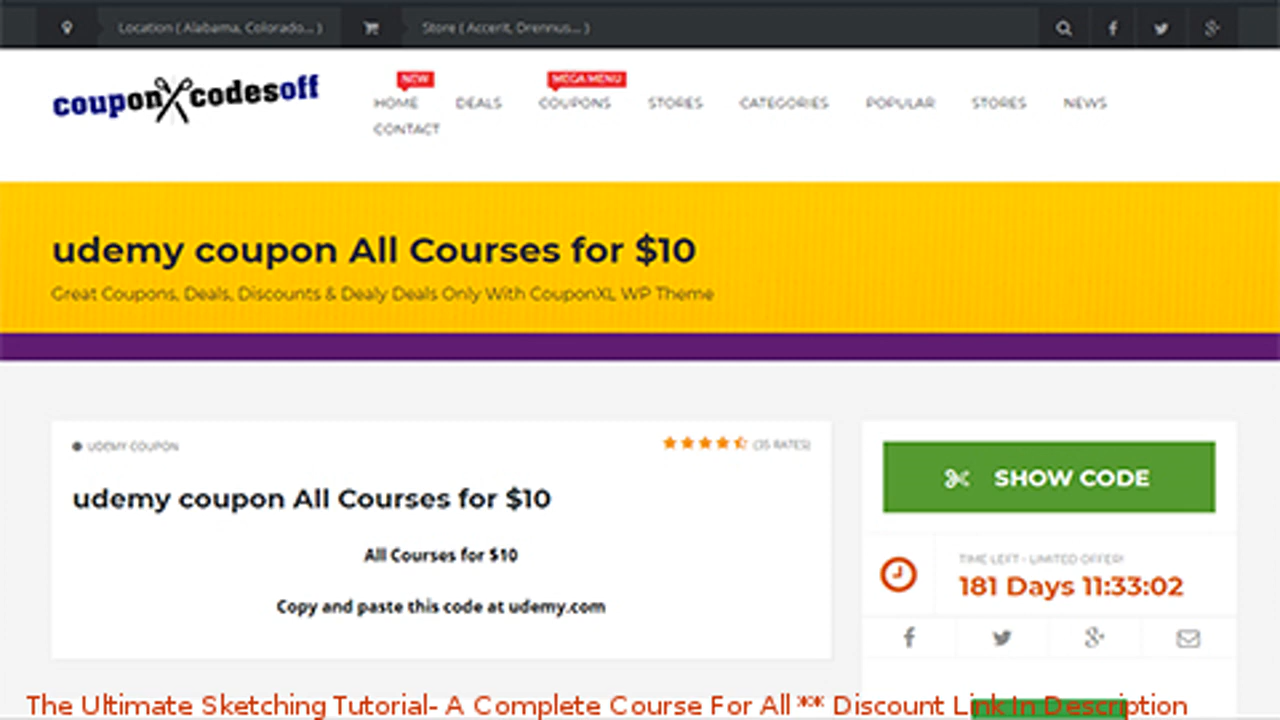 Location ( Alabama, Colorado... )
Store ( Accerit, Drennus... )
couponcodesoff
NEW
MEGA MENU
HOME DEALS COUPONS STORES CATEGORIES POPULAR STORES NEWS
CONTACT
udemy coupon All Courses for $10
Great Coupons, Deals, Discounts & Dealy Deals Only With CouponXL WP Theme
UDEMY COUPON
(35 RATES)
udemy coupon All Courses for $10
All Courses for $10
Copy and paste this code at udemy.com
SHOW CODE
TIME LEFT - LIMITED OFFER!
181 Days 11:33:02
The Ultimate Sketching Tutorial- A Complete Course For All ** Discount Link In Description